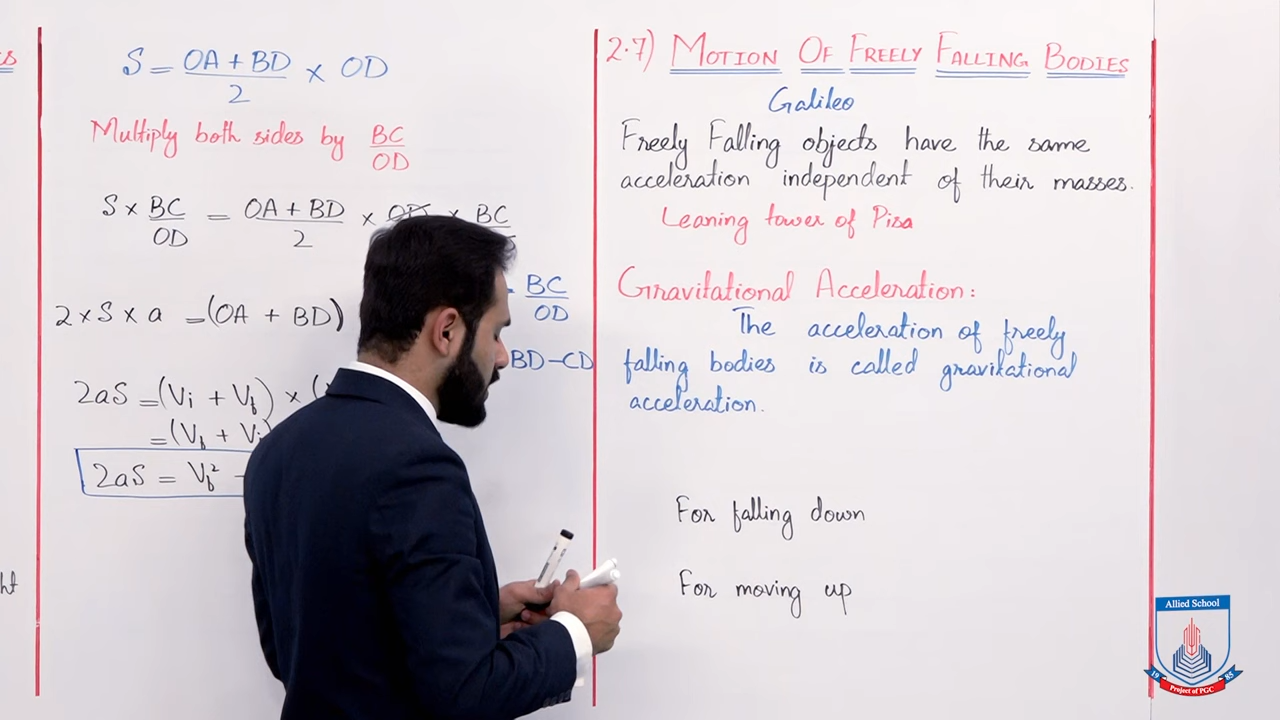 S = OA + BD / 2 × OD
Multiply both sides by BC / OD
S × BC / OD = OA + BD / 2 × OD × BC
2 × S × a = (OA + BD)
BC / OD
BD – CD
2aS = (Vi + Vf) × (
= (Vf + Vi
2aS = Vf² –
ht
2.7) MOTION OF FREELY FALLING BODIES
Galileo
Freely Falling objects have the same
acceleration independent of their masses.
Leaning tower of Pisa
Gravitational Acceleration:
The acceleration of freely
falling bodies is called gravitational
acceleration.
For falling down
For moving up
Allied School
19 85
Project of PGC